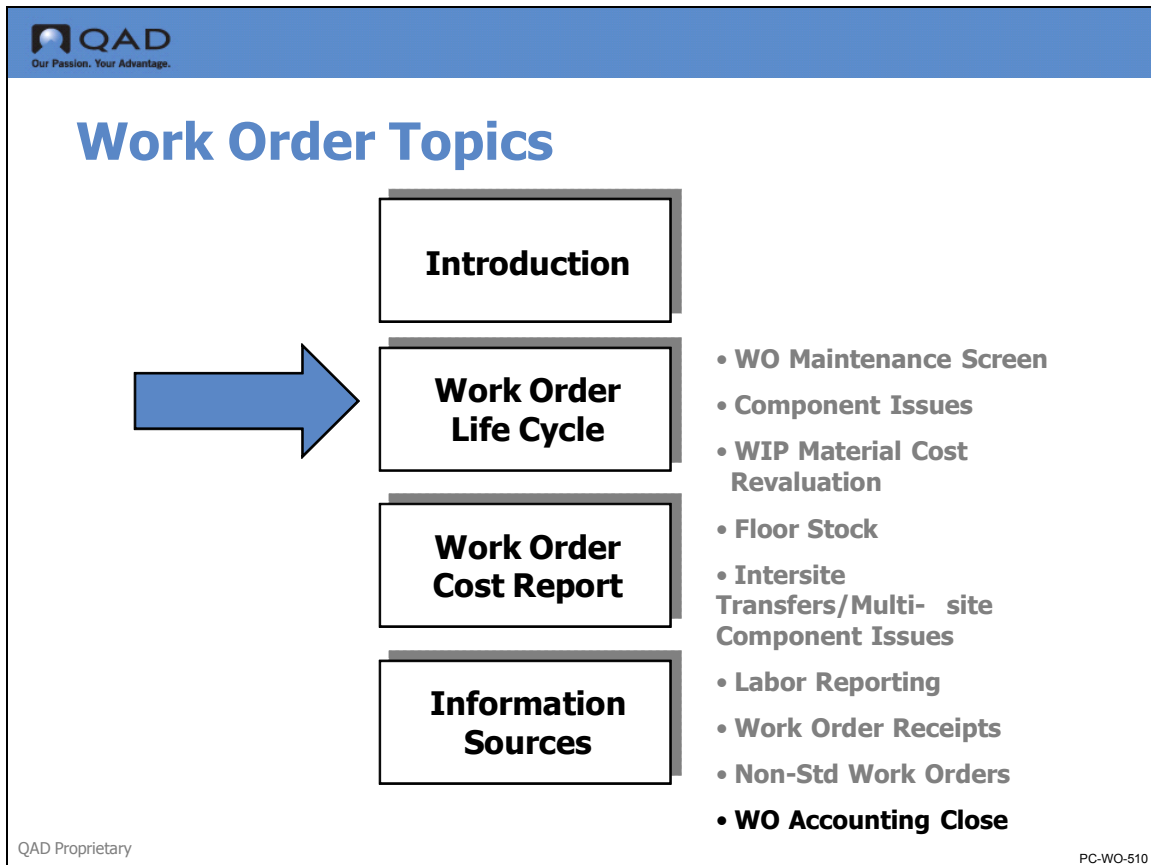 QAD
Our Passion. Your Advantage.
Work Order Topics
Introduction
Work Order
Life Cycle
Work Order
Cost Report
Information
Sources
• WO Maintenance Screen
• Component Issues
• WIP Material Cost
Revaluation
• Floor Stock
• Intersite
Transfers/Multi- site
Component Issues
• Labor Reporting
• Work Order Receipts
• Non-Std Work Orders
• WO Accounting Close
QAD Proprietary
PC-WO-510